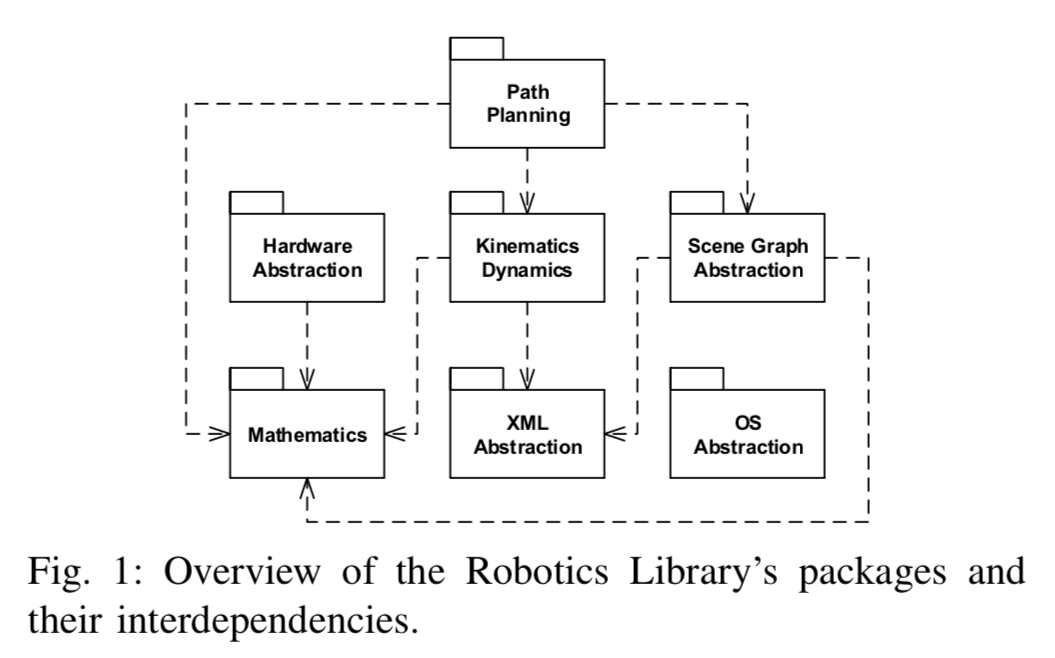 Path
Planning
Hardware
Abstraction
Kinematics
Dynamics
Scene Graph
Abstraction
Mathematics
XML
Abstraction
OS
Abstraction
Fig. 1: Overview of the Robotics Library's packages and
their interdependencies.